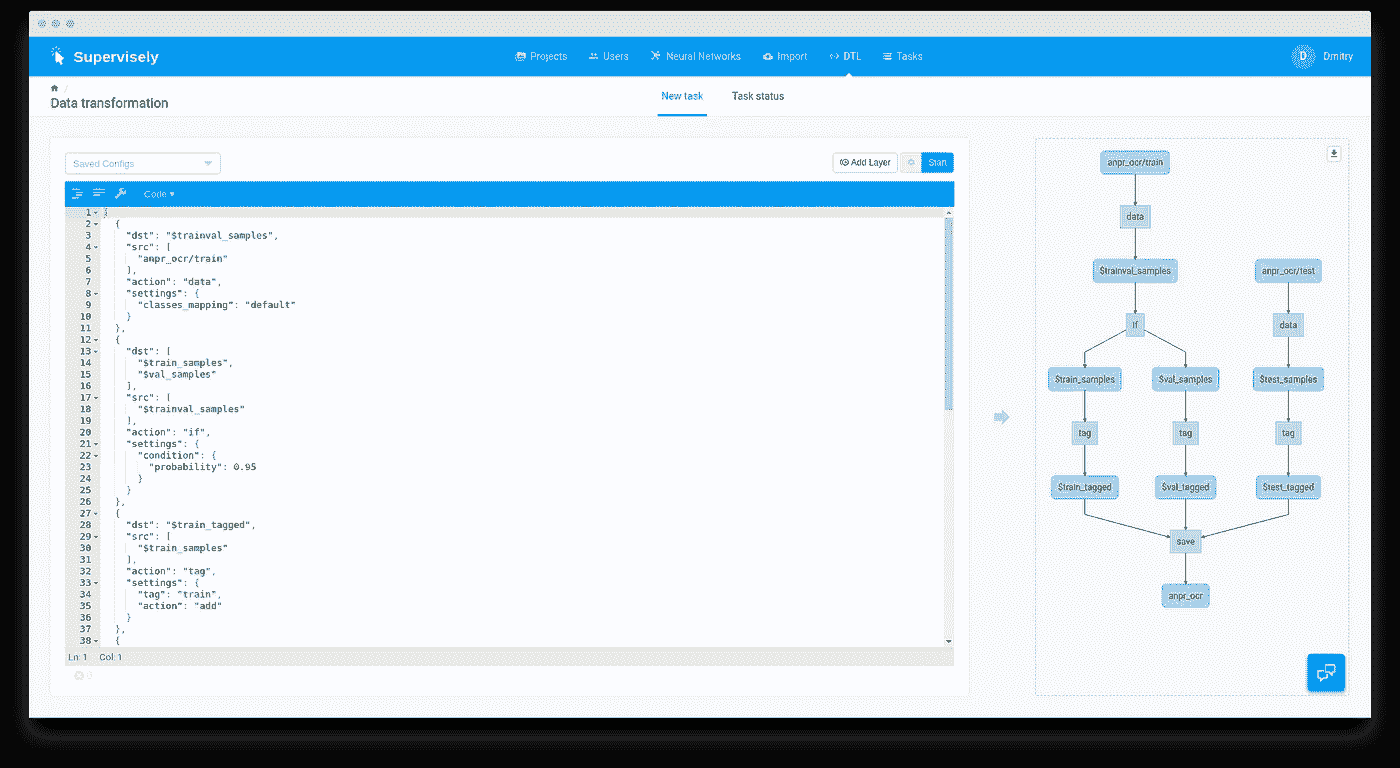 Supervisely
Projects
Users
Neural Networks
Import
DTL
Tasks
D
Dmitry
/
Data transformation
New task
Task status
Saved Configs
Add Layer
Start
Code
1 [
2 {
3 "dst": "$trainval_samples",
4 "src": [
5 "anpr_ocr/train"
6 ],
7 "action": "data",
8 "settings": {
9 "classes_mapping": "default"
10 }
11 },
12 {
13 "dst": [
14 "$train_samples",
15 "$val_samples"
16 ],
17 "src": [
18 "$trainval_samples"
19 ],
20 "action": "if",
21 "settings": {
22 "condition": {
23 "probability": 0.95
24 }
25 }
26 },
27 {
28 "dst": "$train_tagged",
29 "src": [
30 "$train_samples"
31 ],
32 "action": "tag",
33 "settings": {
34 "tag": "train",
35 "action": "add"
36 }
37 },
38 {
Ln: 1 Col: 1
0
anpr_ocr/train
data
$trainval_samples
anpr_ocr/test
if
data
$train_samples
$val_samples
$test_samples
tag
tag
tag
$train_tagged
$val_tagged
$test_tagged
save
anpr_ocr